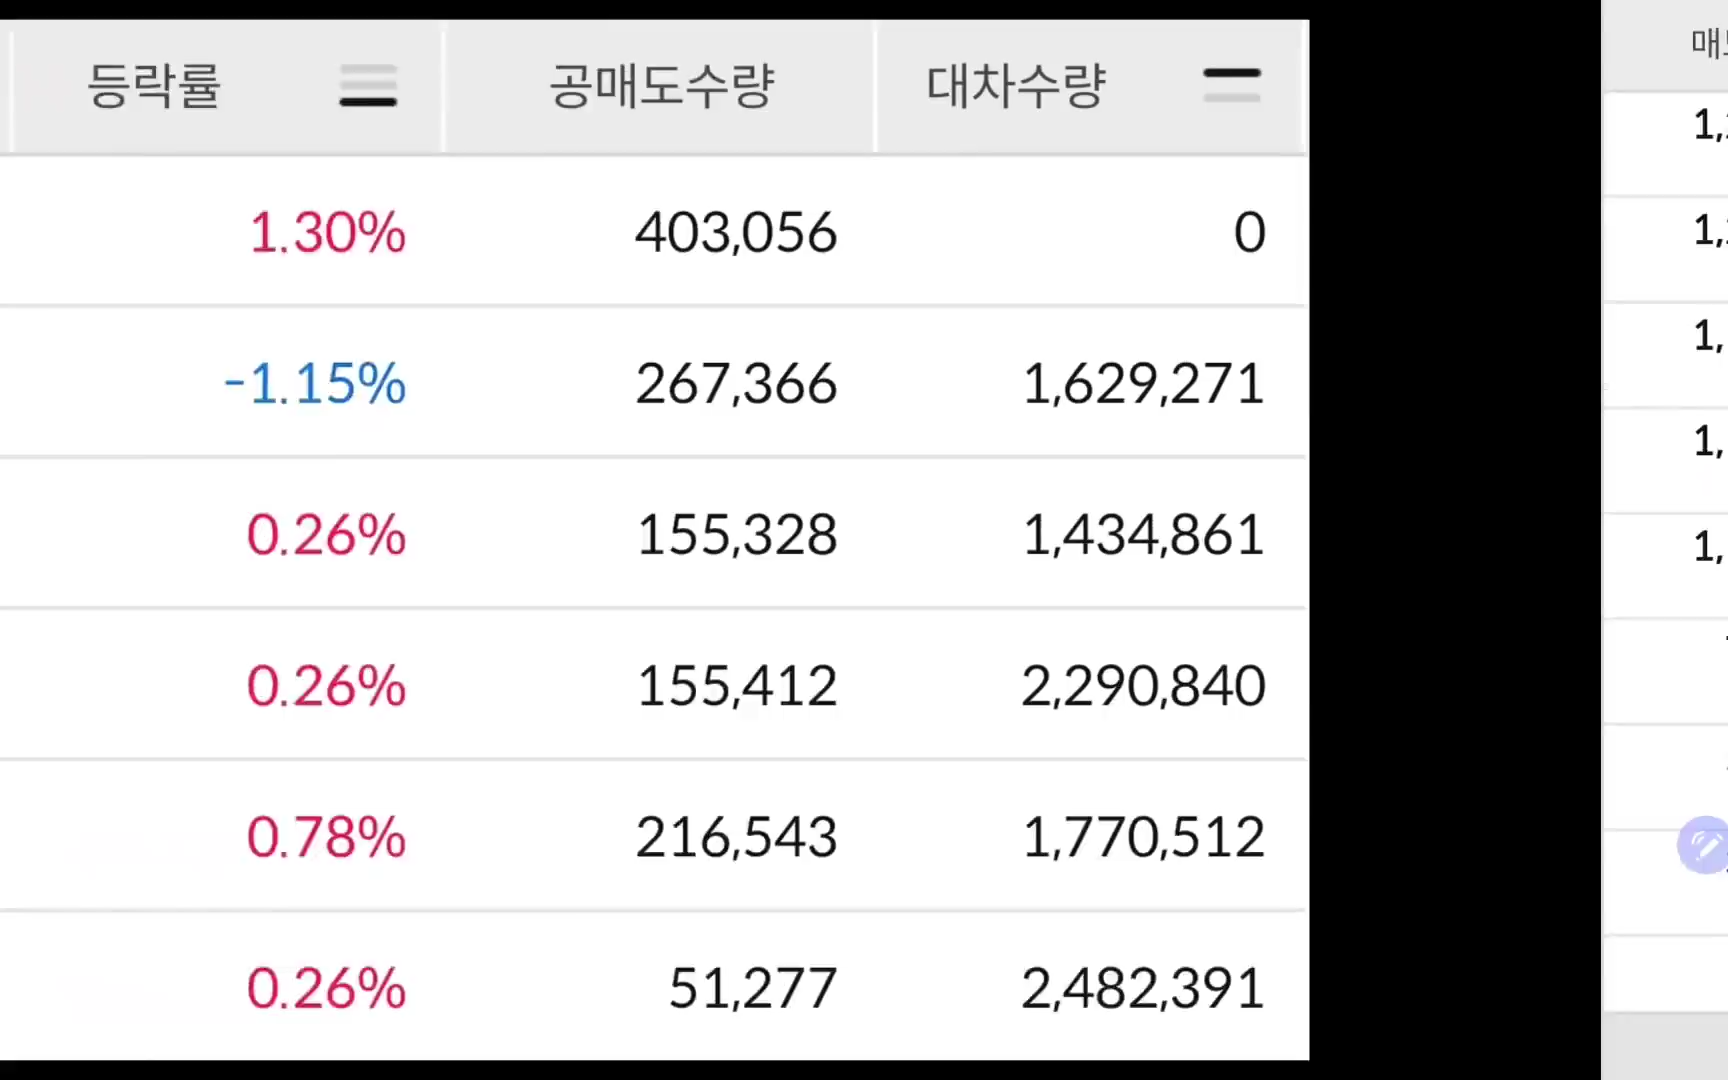 등락률 공매도수량 대차수량
1.30% 403,056 0
-1.15% 267,366 1,629,271
0.26% 155,328 1,434,861
0.26% 155,412 2,290,840
0.78% 216,543 1,770,512
0.26% 51,277 2,482,391